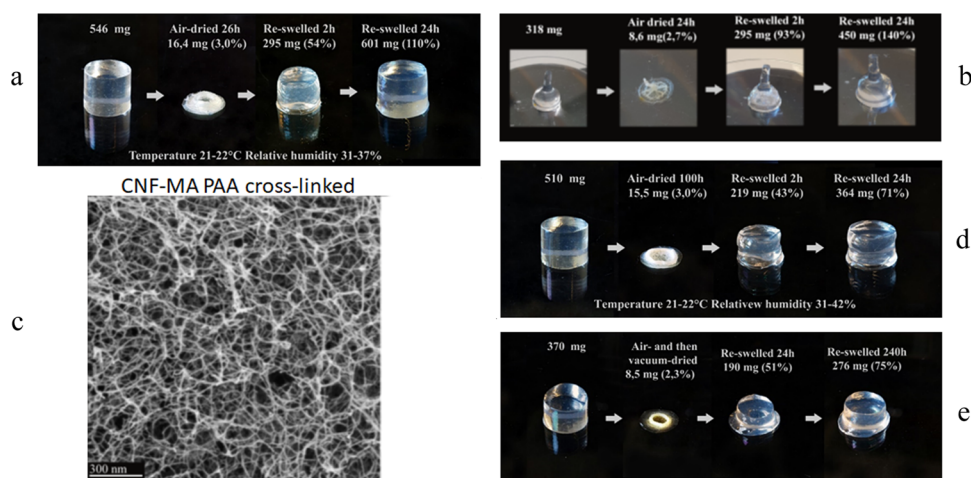 a
546 mg
Air-dried 26h
16,4 mg (3,0%)
Re-swelled 2h
295 mg (54%)
Re-swelled 24h
601 mg (110%)
Temperature 21-22°C Relative humidity 31-37%
b
318 mg
Air dried 24h
8,6 mg(2,7%)
Re-swelled 2h
295 mg (93%)
Re-swelled 24h
450 mg (140%)
c
CNF-MA PAA cross-linked
300 nm
d
510 mg
Air-dried 100h
15,5 mg (3,0%)
Re-swelled 2h
219 mg (43%)
Re-swelled 24h
364 mg (71%)
Temperature 21-22°C Relativew humidity 31-42%
e
370 mg
Air- and then
vacuum-dried
8,5 mg (2,3%)
Re-swelled 24h
190 mg (51%)
Re-swelled 240h
276 mg (75%)